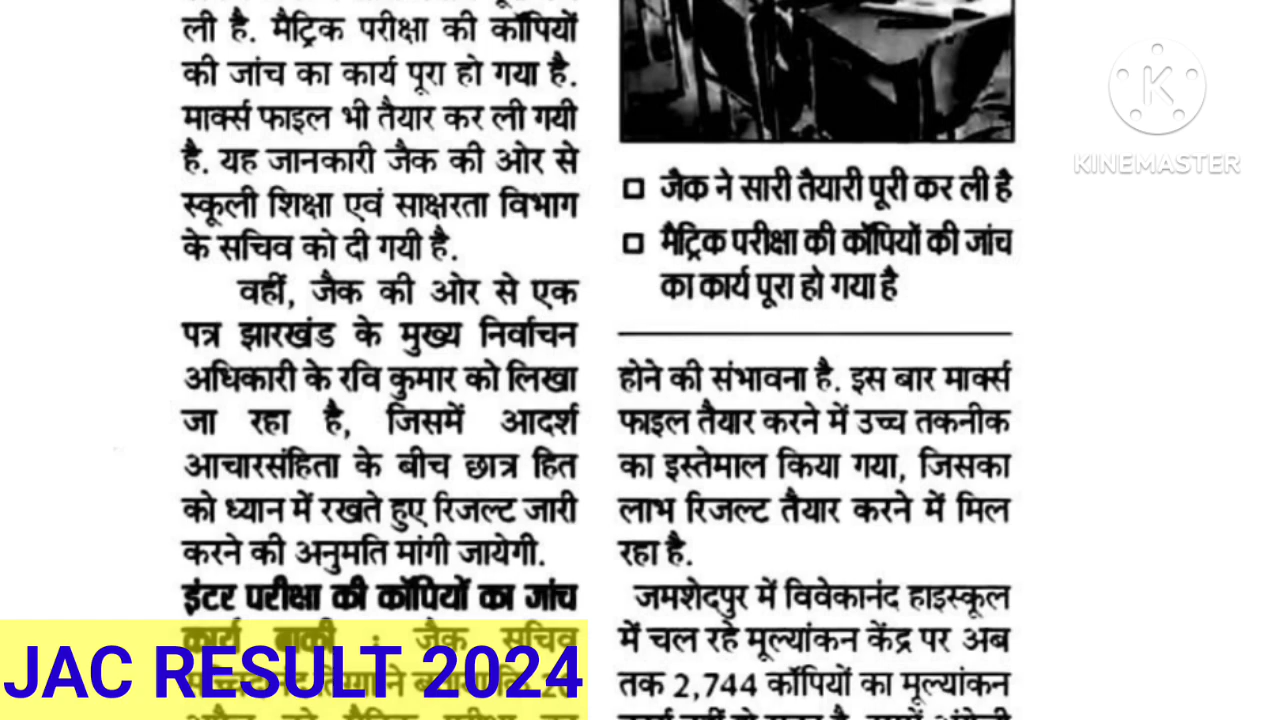 ली है. मैट्रिक परीक्षा की कॉपियों
की जांच का कार्य पूरा हो गया है.
मार्क्स फाइल भी तैयार कर ली गयी
है. यह जानकारी जैक की ओर से
स्कूली शिक्षा एवं साक्षरता विभाग
के सचिव को दी गयी है.
वहीं, जैक की ओर से एक
पत्र झारखंड के मुख्य निर्वाचन
अधिकारी के रवि कुमार को लिखा
जा रहा है, जिसमें आदर्श
आचारसंहिता के बीच छात्र हित
को ध्यान में रखते हुए रिजल्ट जारी
करने की अनुमति मांगी जायेगी.
इंटर परीक्षा की कॉपियों का जांच
कार्य बाकी : जैक सचिव
JAC RESULT 2024
जैक ने सारी तैयारी पूरी कर ली है
मैट्रिक परीक्षा की कॉपियों की जांच
का कार्य पूरा हो गया है
होने की संभावना है. इस बार मार्क्स
फाइल तैयार करने में उच्च तकनीक
का इस्तेमाल किया गया, जिसका
लाभ रिजल्ट तैयार करने में मिल
रहा है.
जमशेदपुर में विवेकानंद हाइस्कूल
में चल रहे मूल्यांकन केंद्र पर अब
तक 2,744 कॉपियों का मूल्यांकन
K
KINEMASTER